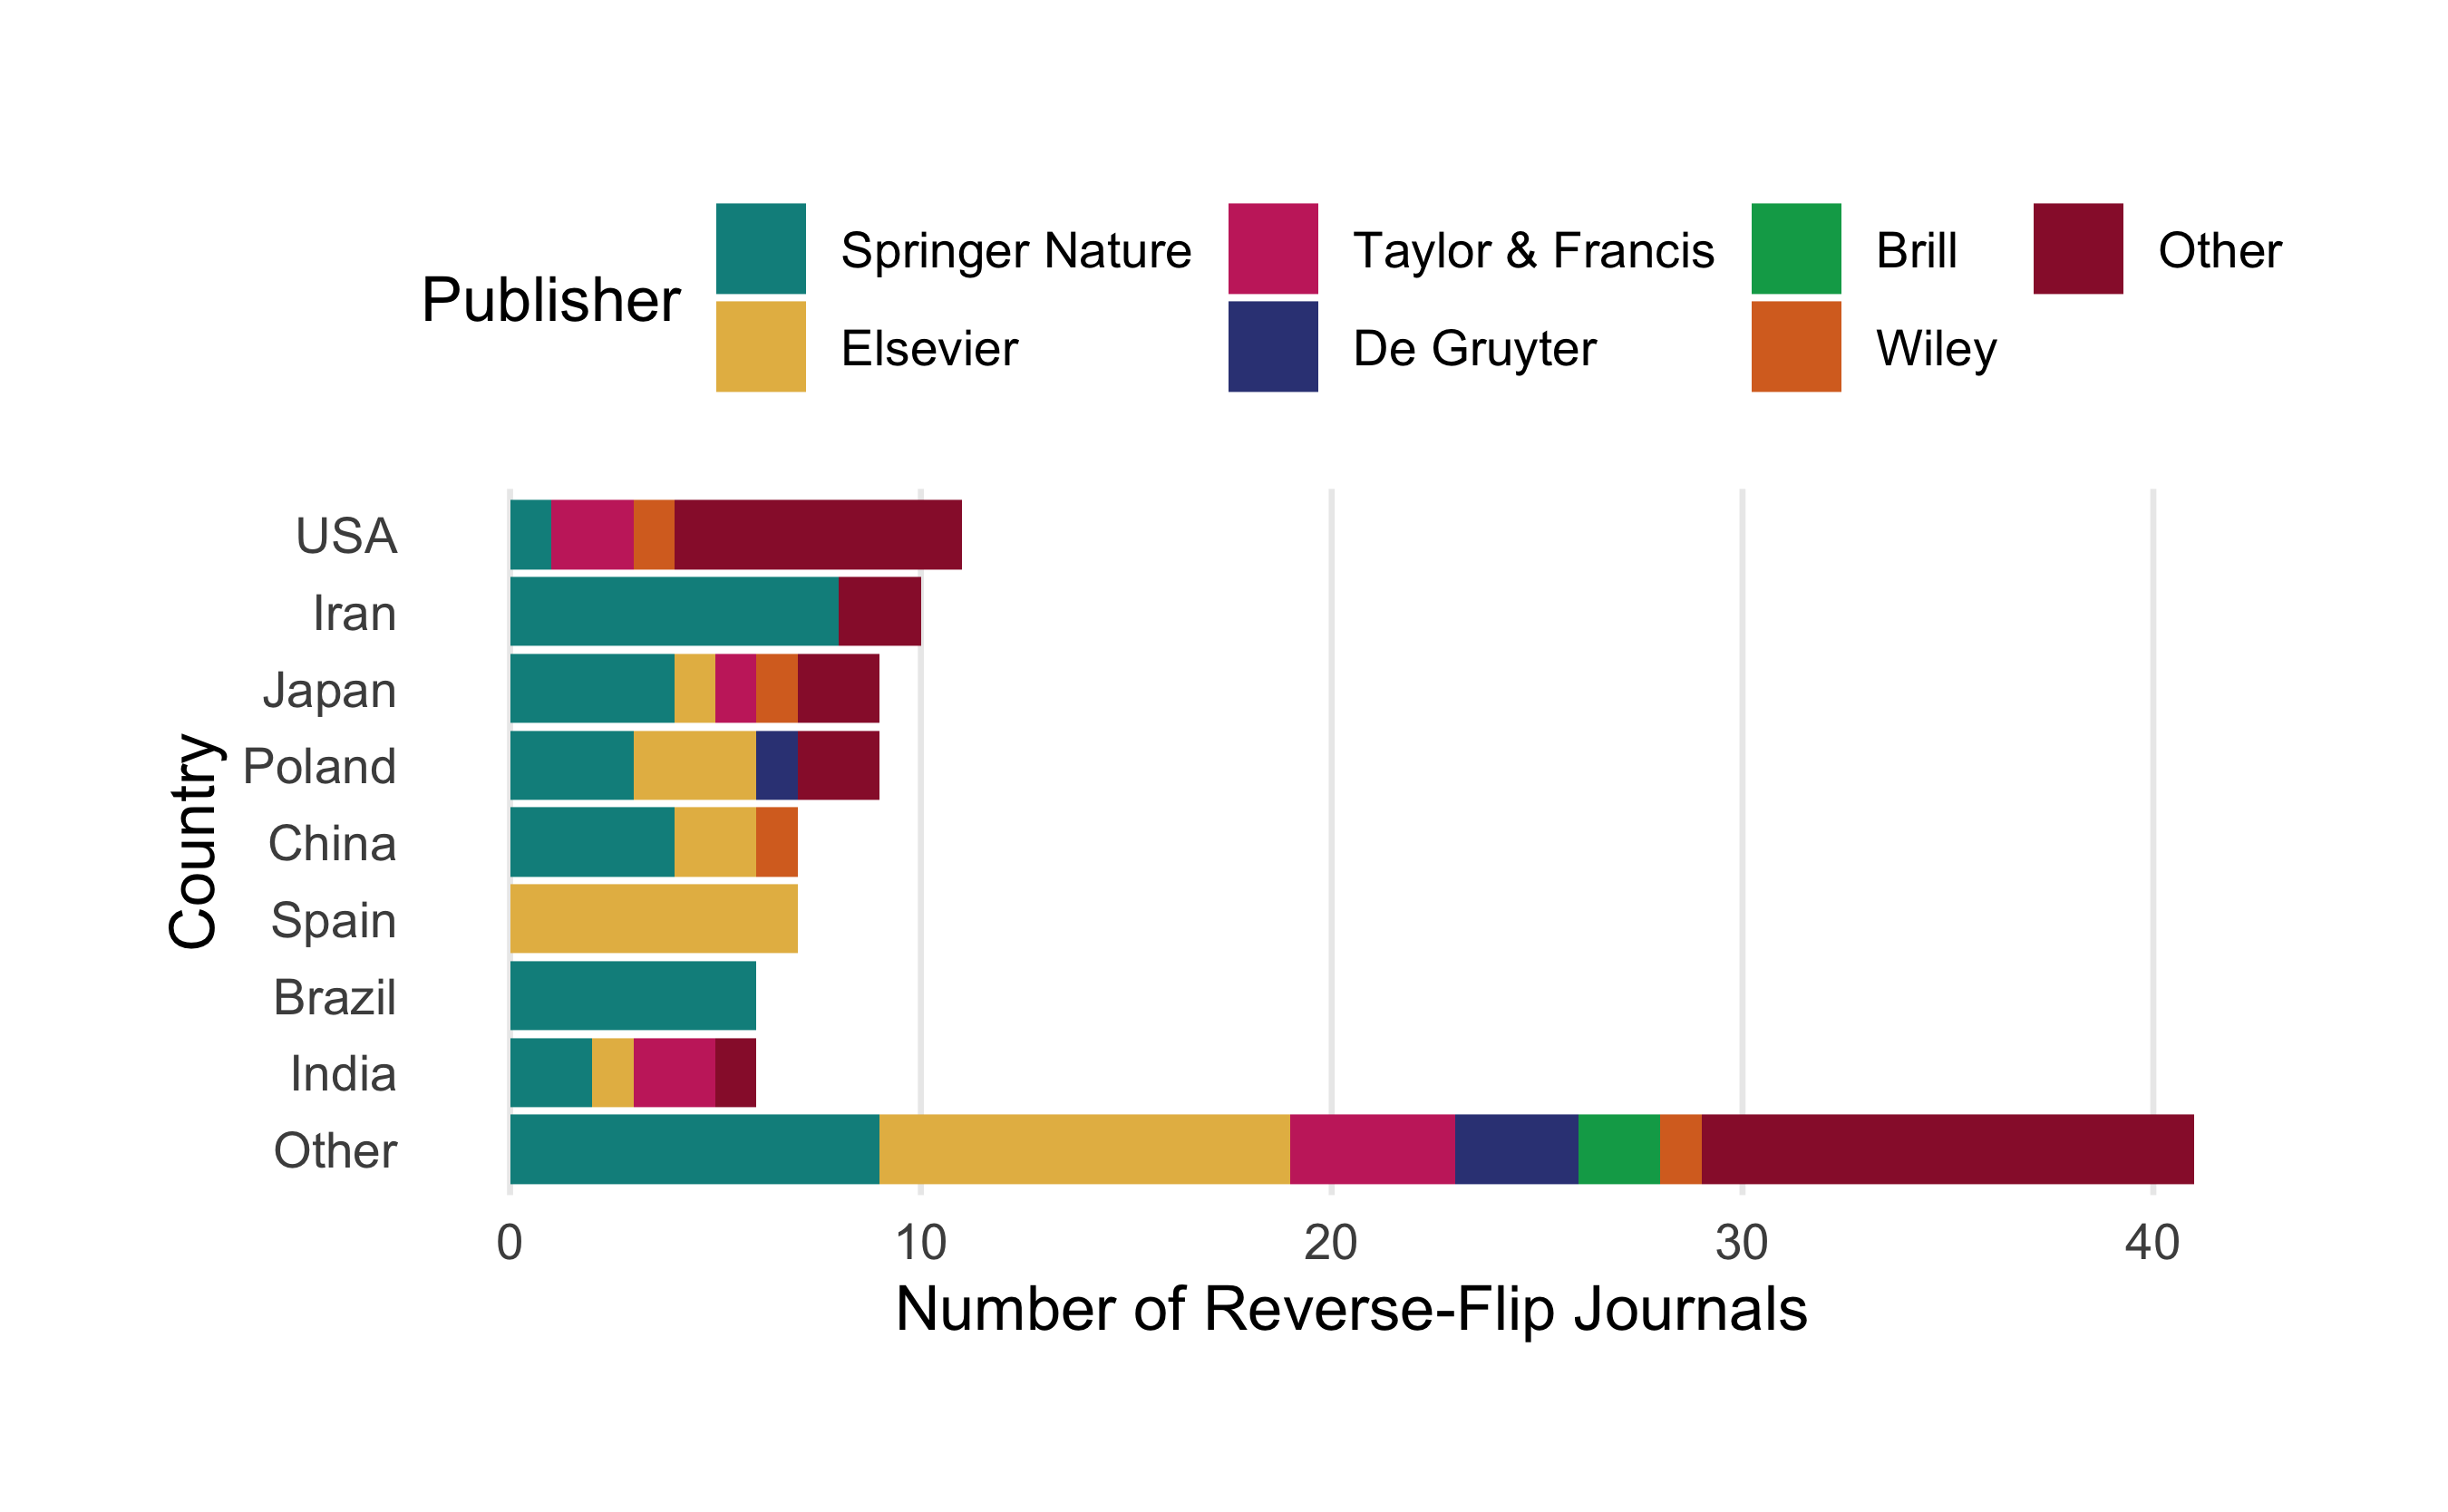 Publisher
Springer Nature
Taylor & Francis
Brill
Other
Elsevier
De Gruyter
Wiley
Country
USA
Iran
Japan
Poland
China
Spain
Brazil
India
Other
0 10 20 30 40
Number of Reverse-Flip Journals